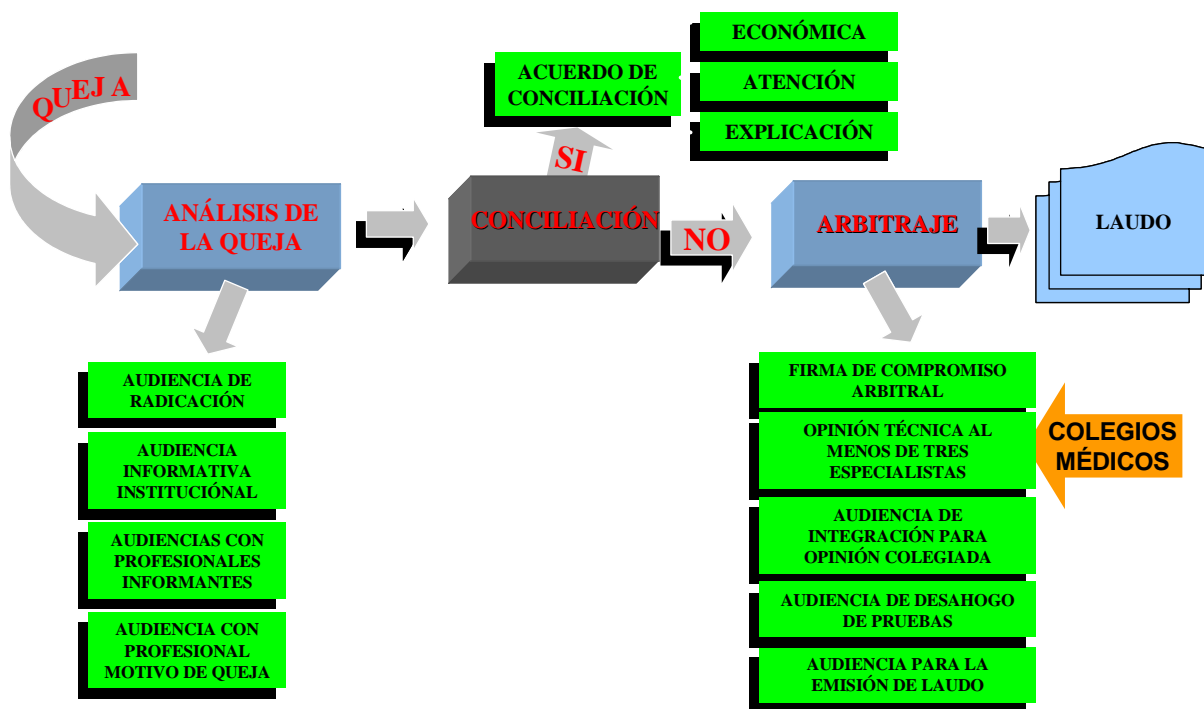 QUEJA
ANÁLISIS DE
LA QUEJA
AUDIENCIA DE
RADICACIÓN
AUDIENCIA
INFORMATIVA
INSTITUCIÓNAL
AUDIENCIAS CON
PROFESIONALES
INFORMANTES
AUDIENCIA CON
PROFESIONAL
MOTIVO DE QUEJA
CONCILIACIÓN
SI
ACUERDO DE
CONCILIACIÓN
ECONÓMICA
ATENCIÓN
EXPLICACIÓN
NO
ARBITRAJE
LAUDO
FIRMA DE COMPROMISO
ARBITRAL
OPINIÓN TÉCNICA AL
MENOS DE TRES
ESPECIALISTAS
COLEGIOS
MÉDICOS
AUDIENCIA DE
INTEGRACIÓN PARA
OPINIÓN COLEGIADA
AUDIENCIA DE DESAHOGO
DE PRUEBAS
AUDIENCIA PARA LA
EMISIÓN DE LAUDO